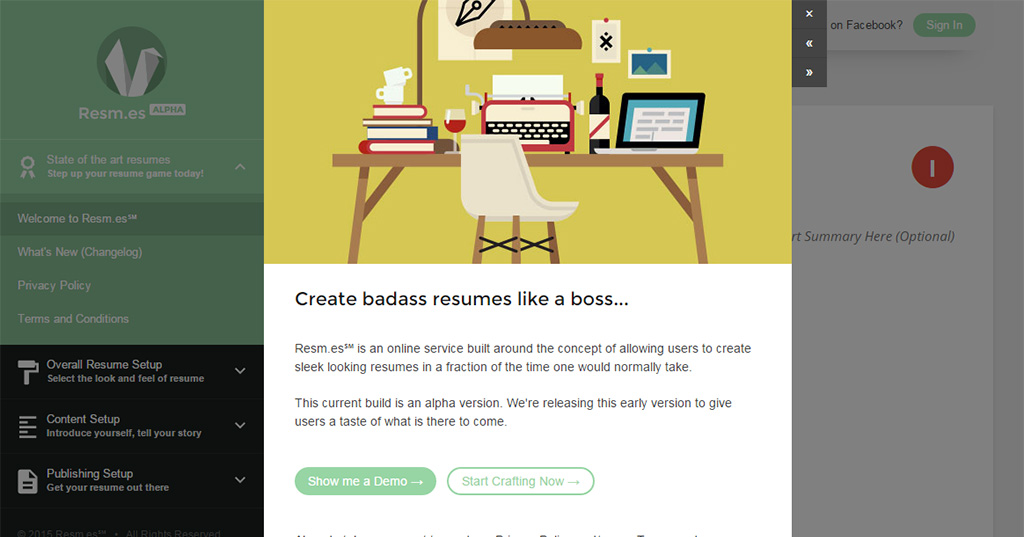 Resm.es ALPHA
State of the art resumes
Step up your resume game today!
Welcome to Resm.es℠
What's New (Changelog)
Privacy Policy
Terms and Conditions
Overall Resume Setup
Select the look and feel of resume
Content Setup
Introduce yourself, tell your story
Publishing Setup
Get your resume out there
© 2015 Resm.es℠ • All Rights Reserved
Create badass resumes like a boss...
Resm.es℠ is an online service built around the concept of allowing users to create
sleek looking resumes in a fraction of the time one would normally take.
This current build is an alpha version. We're releasing this early version to give
users a taste of what is there to come.
Show me a Demo →
Start Crafting Now →
×
«
»
on Facebook?
Sign In
I
Summary Here (Optional)